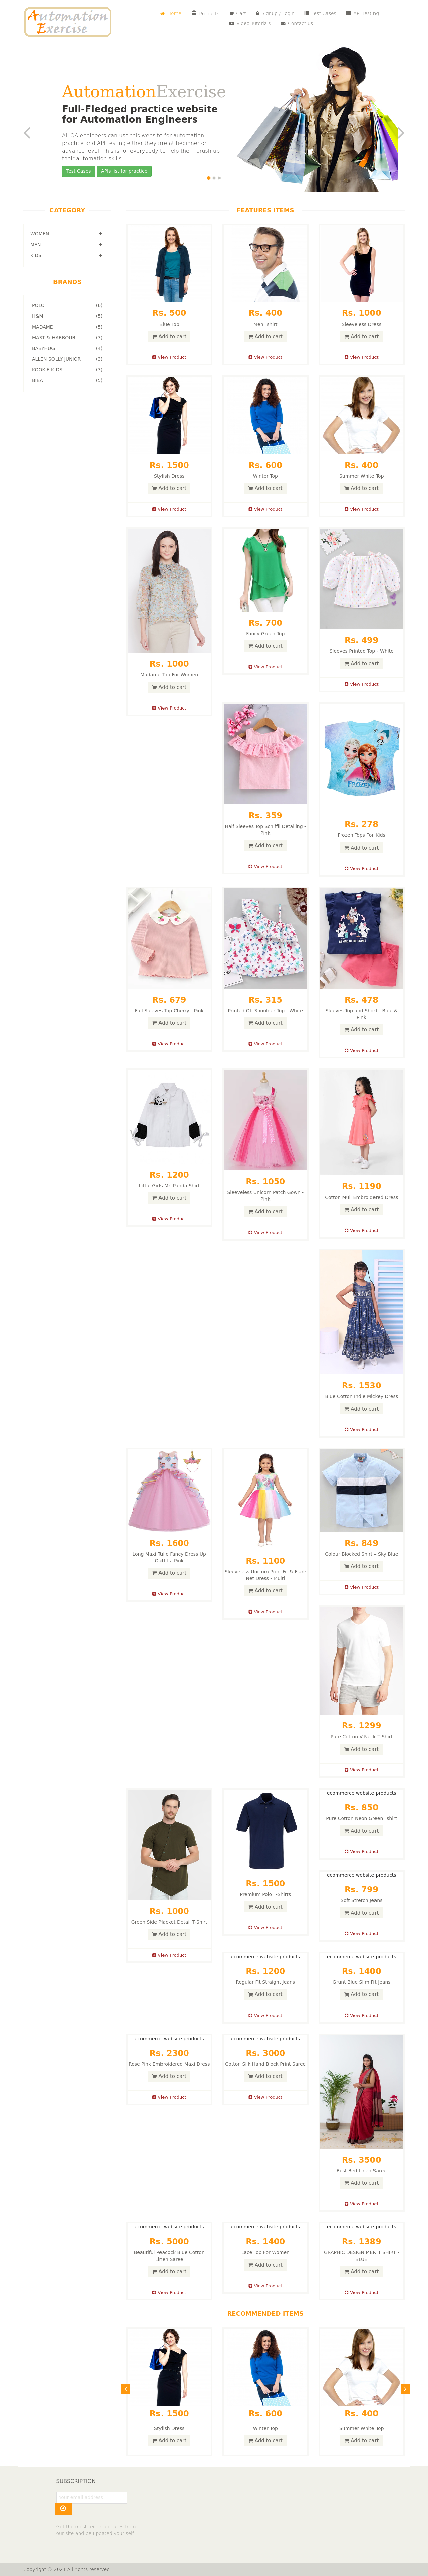 Automation
Exercise
Home
Products
Cart
Signup / Login
Test Cases
API Testing
Video Tutorials
Contact us
AutomationExercise
Full-Fledged practice website
for Automation Engineers
All QA engineers can use this website for automation
practice and API testing either they are at beginner or
advance level. This is for everybody to help them brush up
their automation skills.
Test Cases
APIs list for practice
CATEGORY
WOMEN
MEN
KIDS
BRANDS
POLO (6)
H&M (5)
MADAME (5)
MAST & HARBOUR (3)
BABYHUG (4)
ALLEN SOLLY JUNIOR (3)
KOOKIE KIDS (3)
BIBA (5)
FEATURES ITEMS
Rs. 500
Blue Top
Add to cart
View Product
Rs. 400
Men Tshirt
Add to cart
View Product
Rs. 1000
Sleeveless Dress
Add to cart
View Product
Rs. 1500
Stylish Dress
Add to cart
View Product
Rs. 600
Winter Top
Add to cart
View Product
Rs. 400
Summer White Top
Add to cart
View Product
Rs. 1000
Madame Top For Women
Add to cart
View Product
Rs. 700
Fancy Green Top
Add to cart
View Product
Rs. 499
Sleeves Printed Top - White
Add to cart
View Product
Rs. 359
Half Sleeves Top Schiffli Detailing -
Pink
Add to cart
View Product
Rs. 278
Frozen Tops For Kids
Add to cart
View Product
Rs. 679
Full Sleeves Top Cherry - Pink
Add to cart
View Product
Rs. 315
Printed Off Shoulder Top - White
Add to cart
View Product
Rs. 478
Sleeves Top and Short - Blue &
Pink
Add to cart
View Product
Rs. 1200
Little Girls Mr. Panda Shirt
Add to cart
View Product
Rs. 1050
Sleeveless Unicorn Patch Gown -
Pink
Add to cart
View Product
Rs. 1190
Cotton Mull Embroidered Dress
Add to cart
View Product
Rs. 1530
Blue Cotton Indie Mickey Dress
Add to cart
View Product
Rs. 1600
Long Maxi Tulle Fancy Dress Up
Outfits -Pink
Add to cart
View Product
Rs. 1100
Sleeveless Unicorn Print Fit & Flare
Net Dress - Multi
Add to cart
View Product
Rs. 849
Colour Blocked Shirt – Sky Blue
Add to cart
View Product
Rs. 1299
Pure Cotton V-Neck T-Shirt
Add to cart
View Product
Rs. 1000
Green Side Placket Detail T-Shirt
Add to cart
View Product
Rs. 1500
Premium Polo T-Shirts
Add to cart
View Product
ecommerce website products
Rs. 850
Pure Cotton Neon Green Tshirt
Add to cart
View Product
ecommerce website products
Rs. 799
Soft Stretch Jeans
Add to cart
View Product
ecommerce website products
Rs. 1200
Regular Fit Straight Jeans
Add to cart
View Product
ecommerce website products
Rs. 1400
Grunt Blue Slim Fit Jeans
Add to cart
View Product
ecommerce website products
Rs. 2300
Rose Pink Embroidered Maxi Dress
Add to cart
View Product
ecommerce website products
Rs. 3000
Cotton Silk Hand Block Print Saree
Add to cart
View Product
Rs. 3500
Rust Red Linen Saree
Add to cart
View Product
ecommerce website products
Rs. 5000
Beautiful Peacock Blue Cotton
Linen Saree
Add to cart
View Product
ecommerce website products
Rs. 1400
Lace Top For Women
Add to cart
View Product
ecommerce website products
Rs. 1389
GRAPHIC DESIGN MEN T SHIRT -
BLUE
Add to cart
View Product
RECOMMENDED ITEMS
Rs. 1500
Stylish Dress
Add to cart
Rs. 600
Winter Top
Add to cart
Rs. 400
Summer White Top
Add to cart
SUBSCRIPTION
Your email address
Get the most recent updates from
our site and be updated your self...
Copyright © 2021 All rights reserved